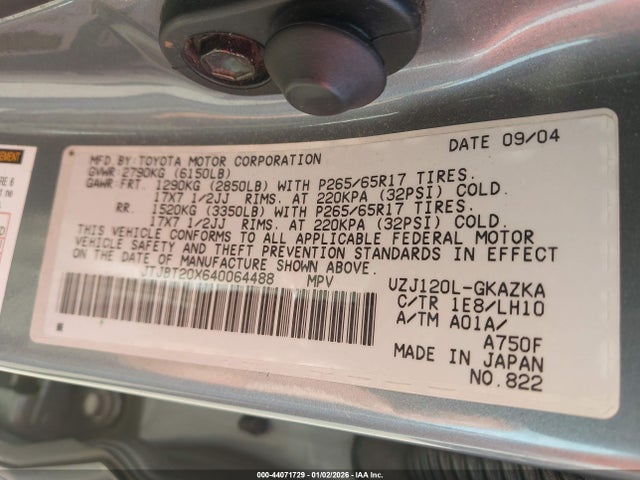 DATE 09/04
MFD.BY:TOYOTA MOTOR CORPORATION
GVWR 2790KG (6150LB)
GAWR:FRT. 1290KG (2850LB) WITH P265/65R17 TIRES.
17X7 1/2JJ RIMS. AT 220KPA (32PSI) COLD.
RR. 1520KG (3350LB) WITH P265/65R17 TIRES.
17X7 1/2JJ RIMS. AT 220KPA (32PSI) COLD.
THIS VEHICLE CONFORMS TO ALL APPLICABLE FEDERAL MOTOR
VEHICLE SAFETY AND THEFT PREVENTION STANDARDS IN EFFECT
ON THE DATE OF MANUFACTURE SHOWN ABOVE.
JTJBT20X640064488 MPV
UZJ120L-GKAZKA
C/TR 1E8/LH10
A/TM A01A/
A750F
MADE IN JAPAN
NO.822
000-44071729 - 01/02/2026 - IAA Inc.